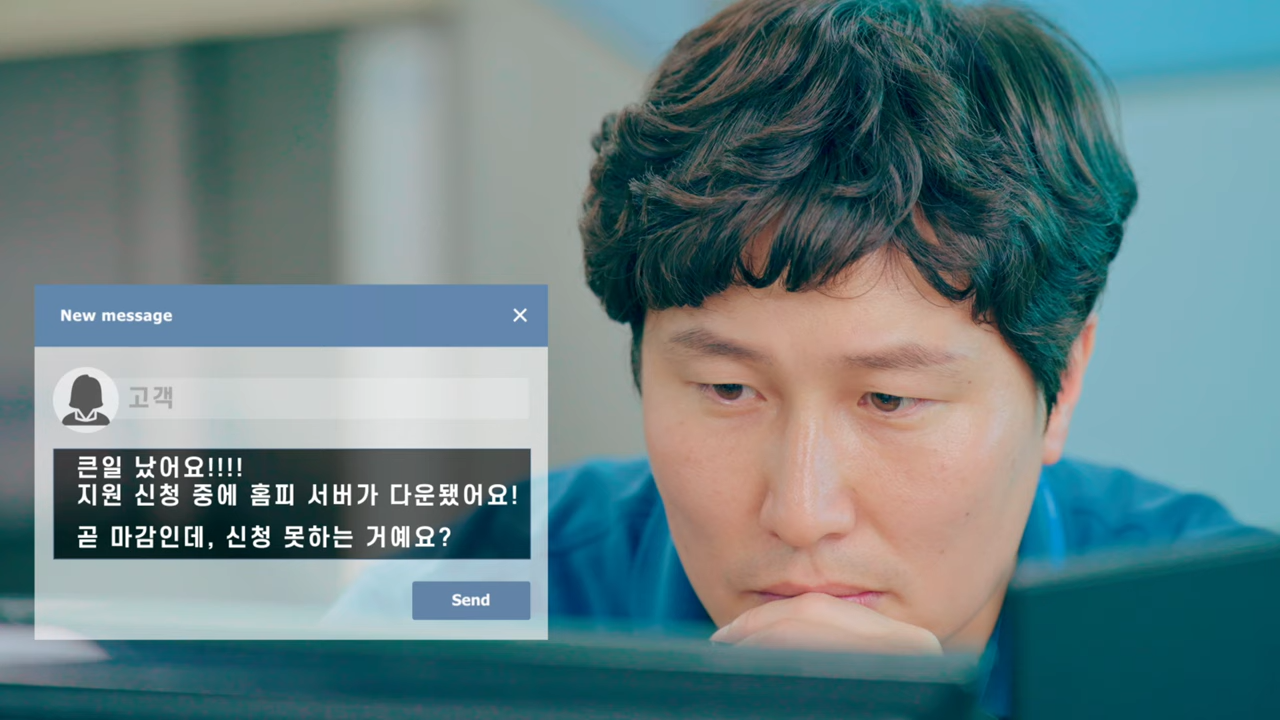 New message
고객
큰일 났어요!!!!
지원 신청 중에 홈피 서버가 다운됐어요!
곧 마감인데, 신청 못하는 거예요?
Send